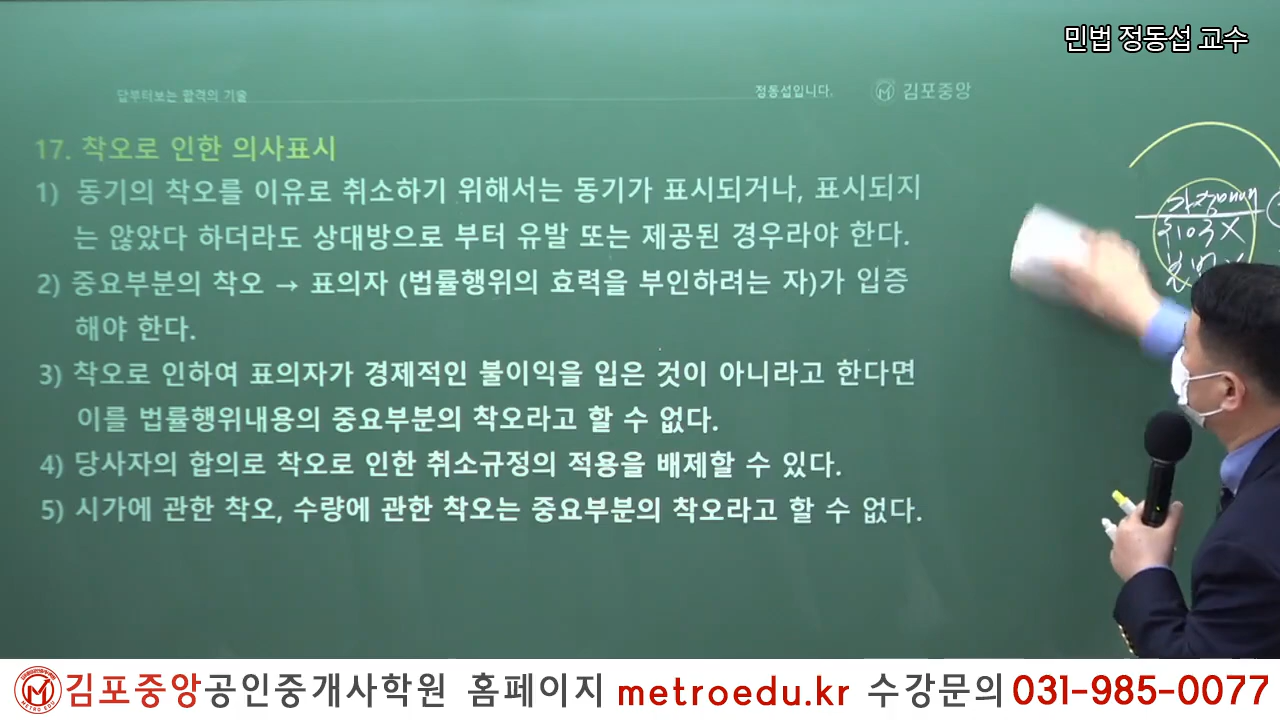 민법 정동섭 교수
답부터보는 합격의 기술
정동섭입니다.
김포중앙
17. 착오로 인한 의사표시
1) 동기의 착오를 이유로 취소하기 위해서는 동기가 표시되거나, 표시되지
는 않았다 하더라도 상대방으로 부터 유발 또는 제공된 경우라야 한다.
2) 중요부분의 착오 → 표의자 (법률행위의 효력을 부인하려는 자)가 입증
해야 한다.
3) 착오로 인하여 표의자가 경제적인 불이익을 입은 것이 아니라고 한다면
이를 법률행위내용의 중요부분의 착오라고 할 수 없다.
4) 당사자의 합의로 착오로 인한 취소규정의 적용을 배제할 수 있다.
5) 시가에 관한 착오, 수량에 관한 착오는 중요부분의 착오라고 할 수 없다.
김포중앙공인중개사학원 홈페이지 metroedu.kr 수강문의 031-985-0077